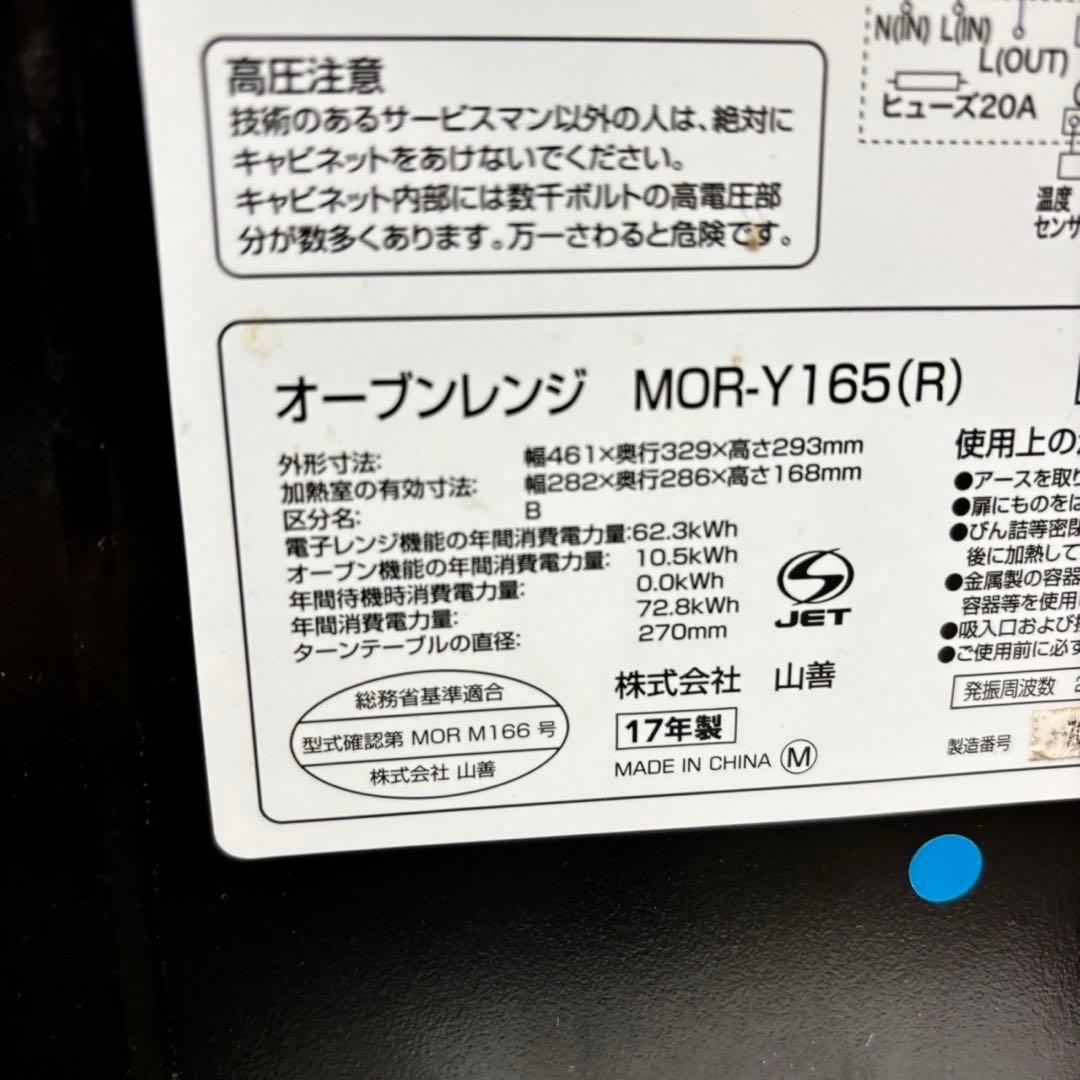 高圧注意
技術のあるサービスマン以外の人は、絶対に
キャビネットをあけないでください。
キャビネット内部には数千ボルトの高電圧部
分が数多くあります。万一さわると危険です。
N(IN) L(IN)
L(OUT)
ヒューズ20A
温度
センサ
オーブンレンジ MOR-Y165(R)
外形寸法: 幅461×奥行329×高さ293mm
加熱室の有効寸法: 幅282×奥行286×高さ168mm
区分名: B
電子レンジ機能の年間消費電力量:62.3kWh
オーブン機能の年間消費電力量: 10.5kWh
年間待機時消費電力量: 0.0kWh
年間消費電力量: 72.8kWh
ターンテーブルの直径: 270mm
JET
総務省基準適合
型式確認第 MOR M166 号
株式会社 山善
株式会社 山善
17年製
MADE IN CHINA M
使用上の
●アースを取り
●扉にものをは
●びん詰等密閉
後に加熱して
●金属製の容器
容器等を使用
●吸入口および
●ご使用前に必ず
発振周波数 2
製造番号